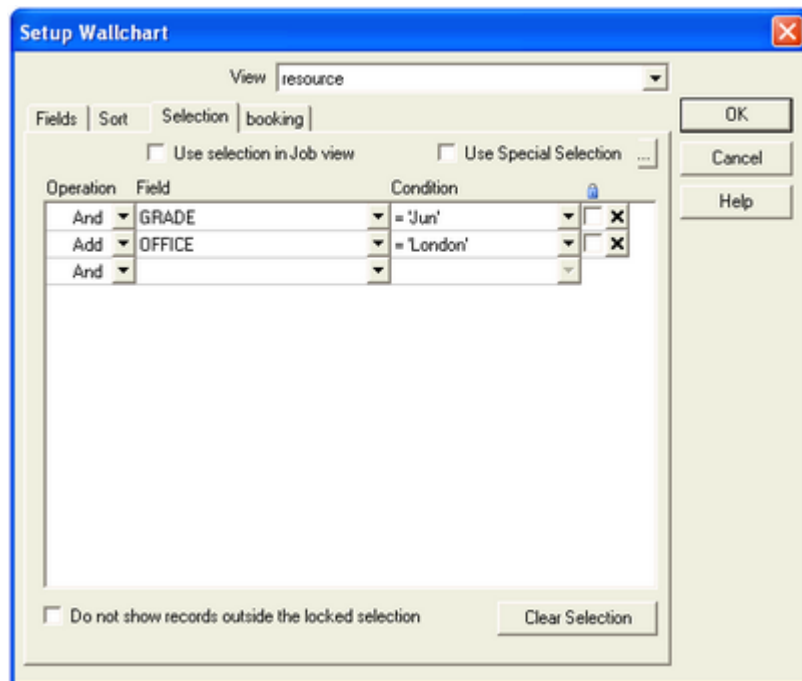 Setup Wallchart
View resource
Fields Sort Selection booking
OK
Use selection in Job view Use Special Selection ...
Cancel
Operation Field Condition
Help
And GRADE = 'Jun'
Add OFFICE = 'London'
And
Do not show records outside the locked selection Clear Selection